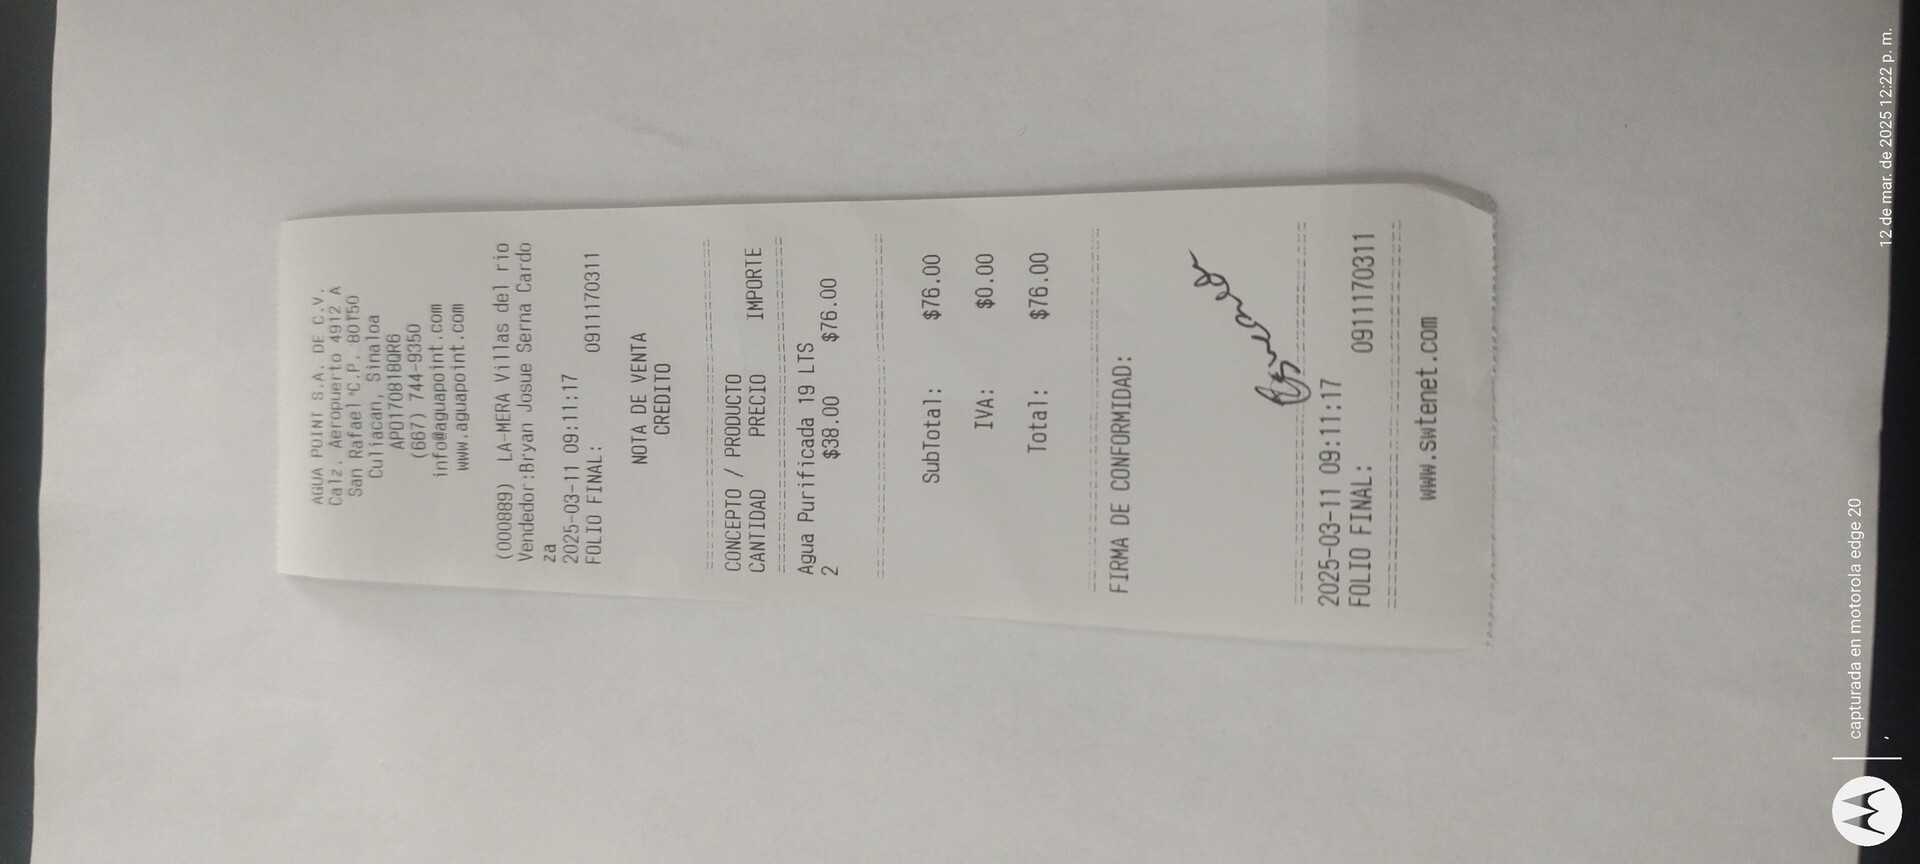 AGUA POINT S.A. DE C.V.
Calz. Aeropuerto 4912 A
San Rafael C.P. 80150
Culiacan, Sinaloa
APO170818QR6
(667) 744-9350
info@aguapoint.com
www.aguapoint.com
(000889) LA-MERA Villas del rio
Vendedor:Bryan Josue Serna Cardo
za
2025-03-11 09:11:17
FOLIO FINAL: 0911170311
NOTA DE VENTA
CREDITO
CONCEPTO / PRODUCTO
CANTIDAD PRECIO IMPORTE
Agua Purificada 19 LTS
2 $38.00 $76.00
SubTotal: $76.00
IVA: $0.00
Total: $76.00
FIRMA DE CONFORMIDAD:
2025-03-11 09:11:17
FOLIO FINAL: 0911170311
www.swtenet.com
capturada en motorola edge 20
12 de mar. de 2025 12:22 p. m.